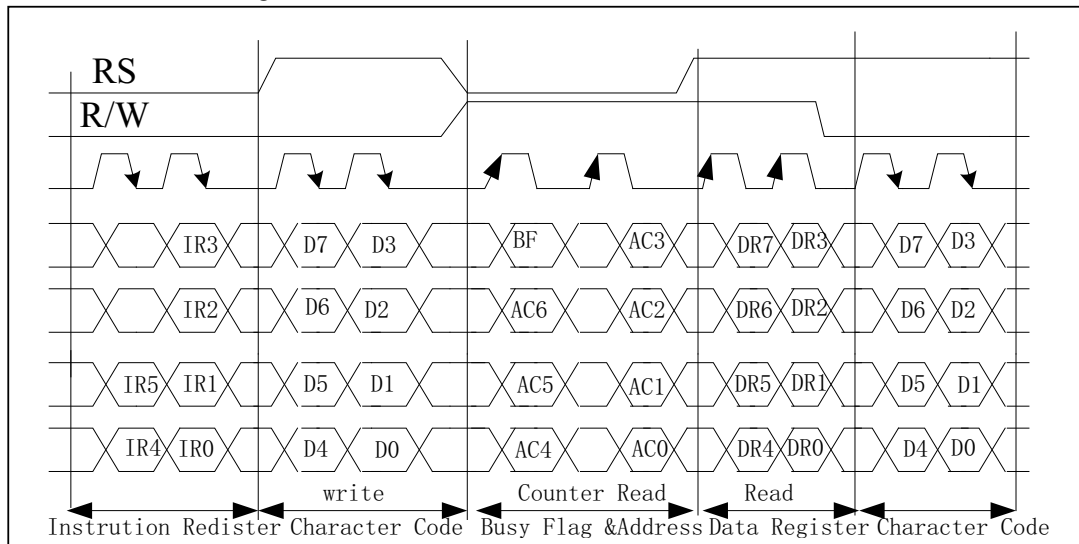 RS
R/W
IR3 D7 D3 BF AC3 DR7 DR3 D7 D3
IR2 D6 D2 AC6 AC2 DR6 DR2 D6 D2
IR5 IR1 D5 D1 AC5 AC1 DR5 DR1 D5 D1
IR4 IR0 D4 D0 AC4 AC0 DR4 DR0 D4 D0
write Counter Read Read
Instrution Redister Character Code Busy Flag &Address Data Register Character Code